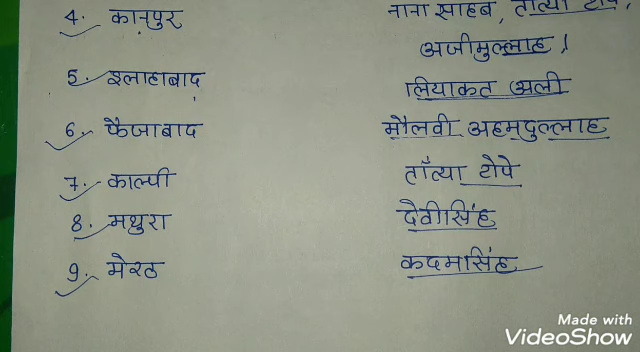 4. कानपुर नाना साहब, तात्या टोपे,
अजीमुल्लाह ।
5. इलाहाबाद लियाकत अली
6. फैजाबाद मौलवी अहमदुल्लाह
7. काल्पी ताँत्या टोपे
8. मथुरा देवीसिंह
9. मेरठ कदमसिंह
Made with
VideoShow